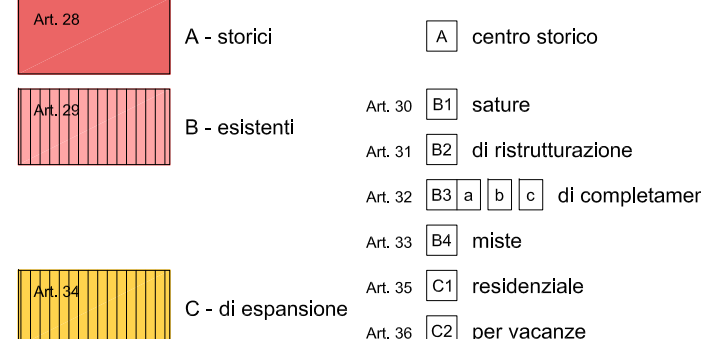 Art. 28
A - storici
A centro storico
Art. 29
B - esistenti
Art. 30 B1 sature
Art. 31 B2 di ristrutturazione
Art. 32 B3 a b c di completamer
Art. 33 B4 miste
Art. 34
C - di espansione
Art. 35 C1 residenziale
Art. 36 C2 per vacanze